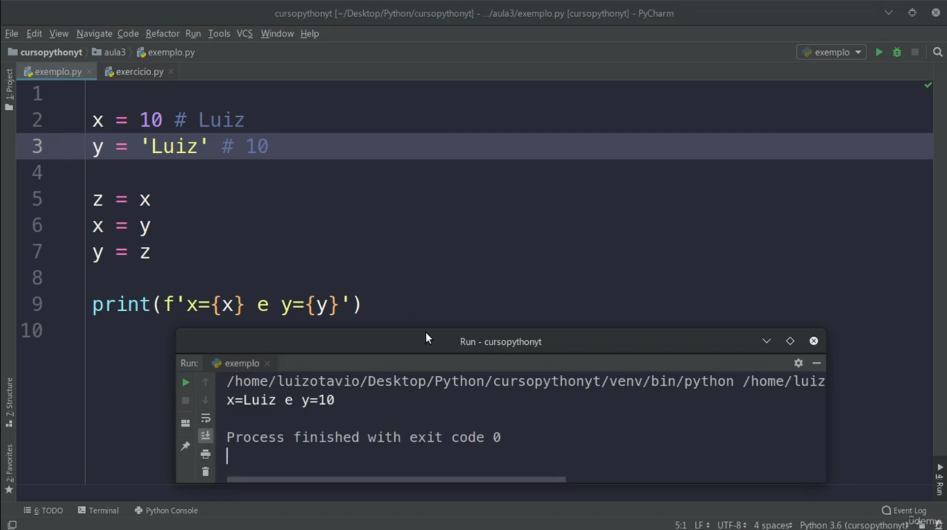 cursopythonyt [~/Desktop/Python/cursopythonyt] - .../aula3/exemplo.py [cursopythonyt] - PyCharm
File Edit View Navigate Code Refactor Run Tools VCS Window Help
cursopythonyt aula3 exemplo.py exemplo
exemplo.py exercicio.py
1: Project
1
2 x = 10 # Luiz
3 y = 'Luiz' # 10
4
5 z = x
6 x = y
7 y = z
8
9 print(f'x={x} e y={y}')
10
Run - cursopythonyt
Run: exemplo
/home/luizotavio/Desktop/Python/cursopythonyt/venv/bin/python /home/luiz
x=Luiz e y=10
Process finished with exit code 0
7: Structure
2: Favorites
4: Run
6: TODO Terminal Python Console Event Log
5:1 LF UTF-8 4 spaces Python 3.6 (cursopythonyt)
udemy